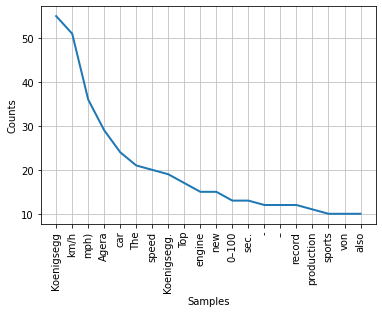 50
40
30
20
10
Counts
Koenigsegg
km/h
mph)
Agera
car
The
speed
Koenigsegg.
Top
engine
new
0-100
sec.
-
–
record
production
sports
von
also
Samples